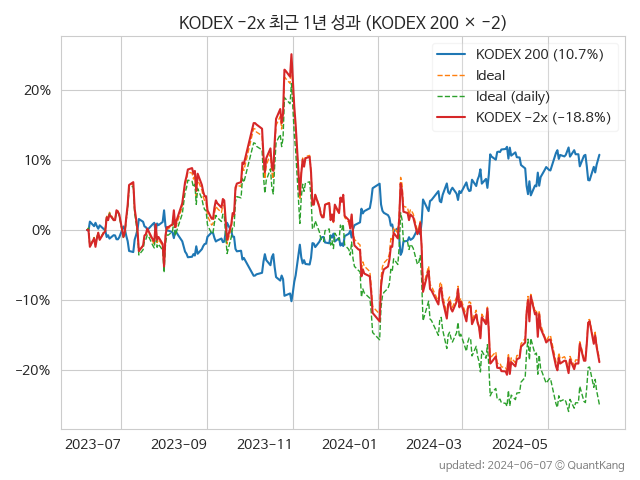 KODEX -2x 최근 1년 성과 (KODEX 200 × -2)
KODEX 200 (10.7%)
Ideal
Ideal (daily)
KODEX -2x (-18.8%)
20%
10%
0%
-10%
-20%
2023-07 2023-09 2023-11 2024-01 2024-03 2024-05
updated: 2024-06-07 © QuantKang